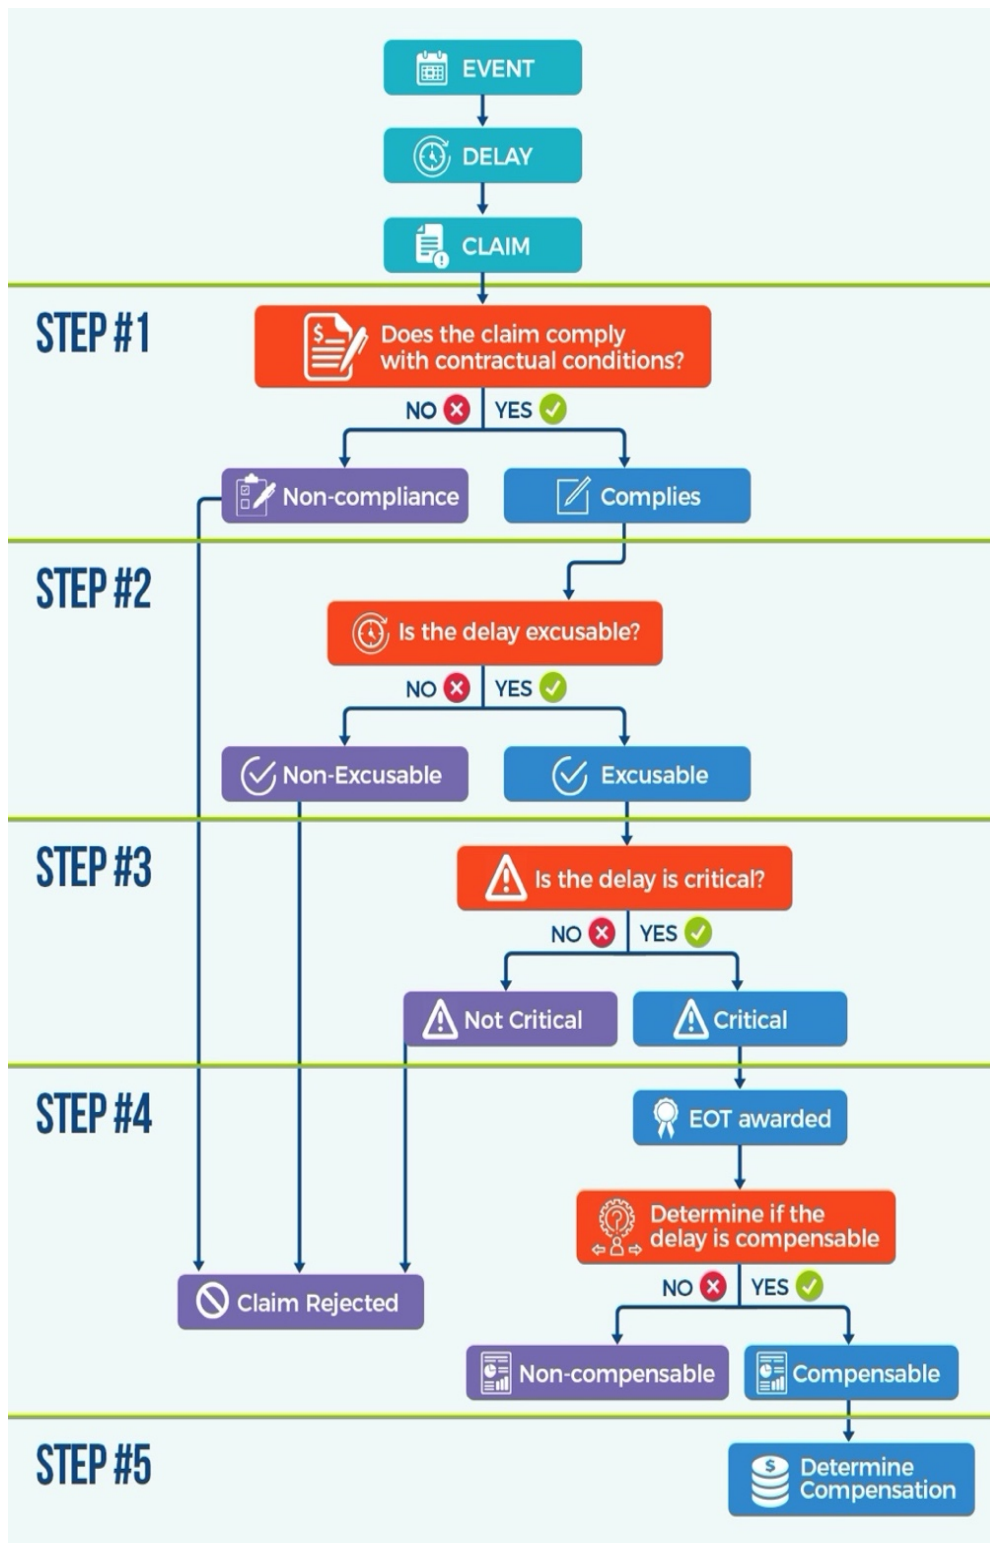 EVENT
DELAY
CLAIM
STEP #1
Does the claim comply
with contractual conditions?
NO YES
Non-compliance
Complies
STEP #2
Is the delay excusable?
NO YES
Non-Excusable
Excusable
STEP #3
Is the delay is critical?
NO YES
Not Critical
Critical
STEP #4
EOT awarded
Determine if the
delay is compensable
NO YES
Claim Rejected
Non-compensable
Compensable
STEP #5
Determine
Compensation